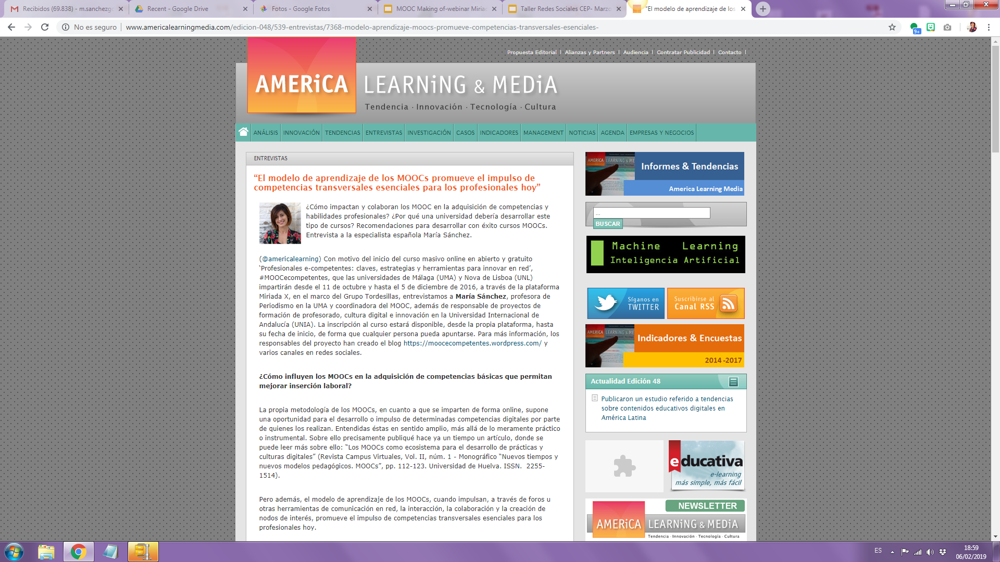 Recibidos (69.838) - m.sanchezgo
Recent - Google Drive
Fotos - Google Fotos
MOOC Making of-webinar Miria
Taller Redes Sociales CEP- Marzo
"El modelo de aprendizaje de los
No es seguro
www.americalearningmedia.com/edicion-048/539-entrevistas/7368-modelo-aprendizaje-moocs-promueve-competencias-transversales-esenciales-
9+
Propuesta Editorial | Alianzas y Partners | Audiencia | Contratar Publicidad | Contacto |
AMERiCA LEARNiNG & MEDiA
Tendencia · Innovación · Tecnología · Cultura
ANÁLISIS INNOVACIÓN TENDENCIAS ENTREVISTAS INVESTIGACIÓN CASOS INDICADORES MANAGEMENT NOTICIAS AGENDA EMPRESAS Y NEGOCIOS
ENTREVISTAS
“El modelo de aprendizaje de los MOOCs promueve el impulso de
competencias transversales esenciales para los profesionales hoy”
¿Cómo impactan y colaboran los MOOC en la adquisición de competencias y
habilidades profesionales? ¿Por qué una universidad debería desarrollar este
tipo de cursos? Recomendaciones para desarrollar con éxito cursos MOOCs.
Entrevista a la especialista española María Sánchez.
(@americalearning) Con motivo del inicio del curso masivo online en abierto y gratuito
‘Profesionales e-competentes: claves, estrategias y herramientas para innovar en red’,
#MOOCecompetentes, que las universidades de Málaga (UMA) y Nova de Lisboa (UNL)
impartirán desde el 11 de octubre y hasta el 5 de diciembre de 2016, a través de la plataforma
Miriada X, en el marco del Grupo Tordesillas, entrevistamos a María Sánchez, profesora de
Periodismo en la UMA y coordinadora del MOOC, además de responsable de proyectos de
formación de profesorado, cultura digital e innovación en la Universidad Internacional de
Andalucía (UNIA). La inscripción al curso estará disponible, desde la propia plataforma, hasta
su fecha de inicio, de forma que cualquier persona pueda apuntarse. Para más información, los
responsables del proyecto han creado el blog https://moocecompetentes.wordpress.com/ y
varios canales en redes sociales.
¿Cómo influyen los MOOCs en la adquisición de competencias básicas que permitan
mejorar inserción laboral?
La propia metodología de los MOOCs, en cuanto a que se imparten de forma online, supone
una oportunidad para el desarrollo o impulso de determinadas competencias digitales por parte
de quienes los realizan. Entendidas éstas en sentido amplio, más allá de lo meramente práctico
o instrumental. Sobre ello precisamente publiqué hace ya un tiempo un artículo, donde se
puede leer más sobre ello: “Los MOOCs como ecosistema para el desarrollo de prácticas y
culturas digitales” (Revista Campus Virtuales, Vol. II, núm. 1 - Monográfico “Nuevos tiempos y
nuevos modelos pedagógicos. MOOCs”, pp. 112-123. Universidad de Huelva. ISSN. 2255-
1514).
Pero además, el modelo de aprendizaje de los MOOCs, cuando impulsan, a través de foros u
otras herramientas de comunicación en red, la interacción, la colaboración y la creación de
nodos de interés, promueve el impulso de competencias transversales esenciales para los
profesionales hoy.
AMERiCA LEARNiNG & ME
Informes & Tendencias
America Learning Media
...
BUSCAR
Machine Learning
Inteligencia Artificial
Síganos en
TWITTER
Suscribirse al
Canal RSS
AMERiCA LEARNiNG & ME
Indicadores & Encuestas
2014 -2017
Actualidad Edición 48
Publicaron un estudio referido a tendencias
sobre contenidos educativos digitales en
América Latina
educativa
e-learning
más simple, más fácil
NEWSLETTER
AMERiCA LEARNiNG & MEDiA
Tendencia · Innovación · Tecnología · Cultura
ES
18:59
06/02/2019